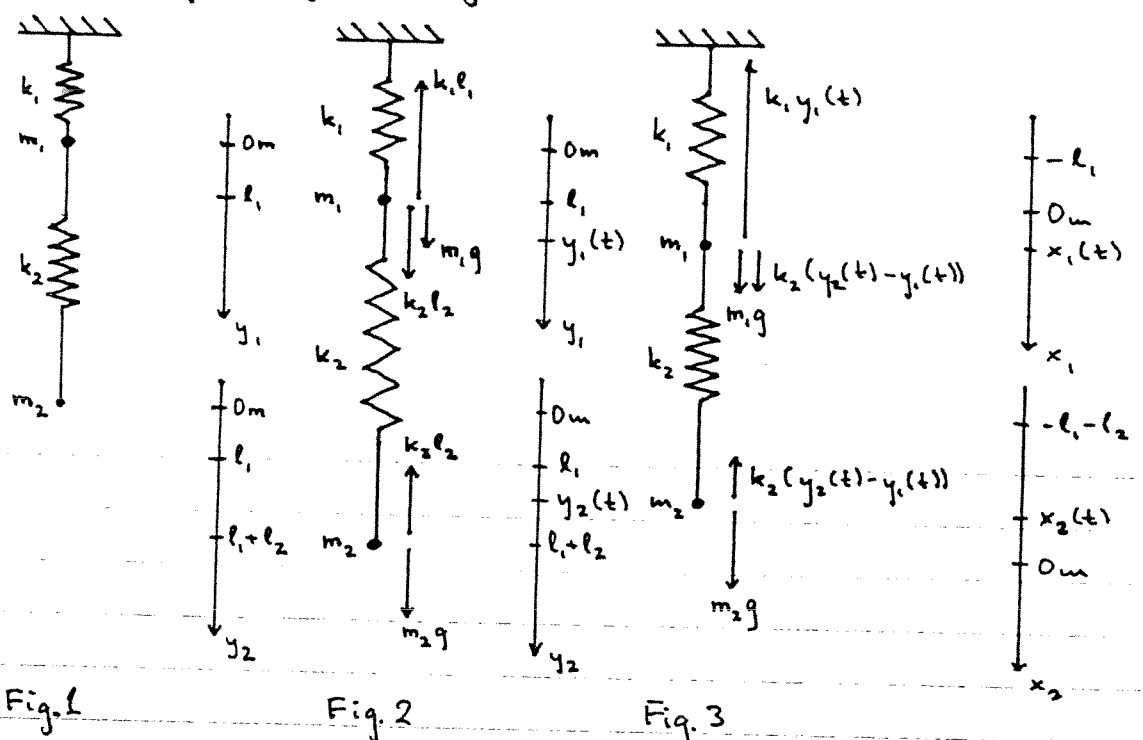 k₁
m₁
k₂
m₂
0m
l₁
y₁
0m
l₁
l₁+l₂
y₂
Fig.1
k₁
k₁l₁
m₁
m₁g
k₂l₂
k₂
k₂l₂
m₂
m₂g
Fig. 2
0m
l₁
y₁(t)
y₁
0m
l₁
y₂(t)
l₁+l₂
y₂
k₁
k₁y₁(t)
m₁
k₂(y₂(t)-y₁(t))
m₁g
k₂
k₂(y₂(t)-y₁(t))
m₂
m₂g
Fig. 3
-l₁
0m
x₁(t)
x₁
-l₁-l₂
x₂(t)
0m
x₂